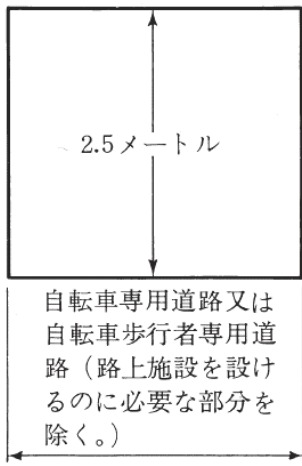 2.5メートル
自転車専用道路又は
自転車歩行者専用道
路（路上施設を設け
るのに必要な部分を
除く。）